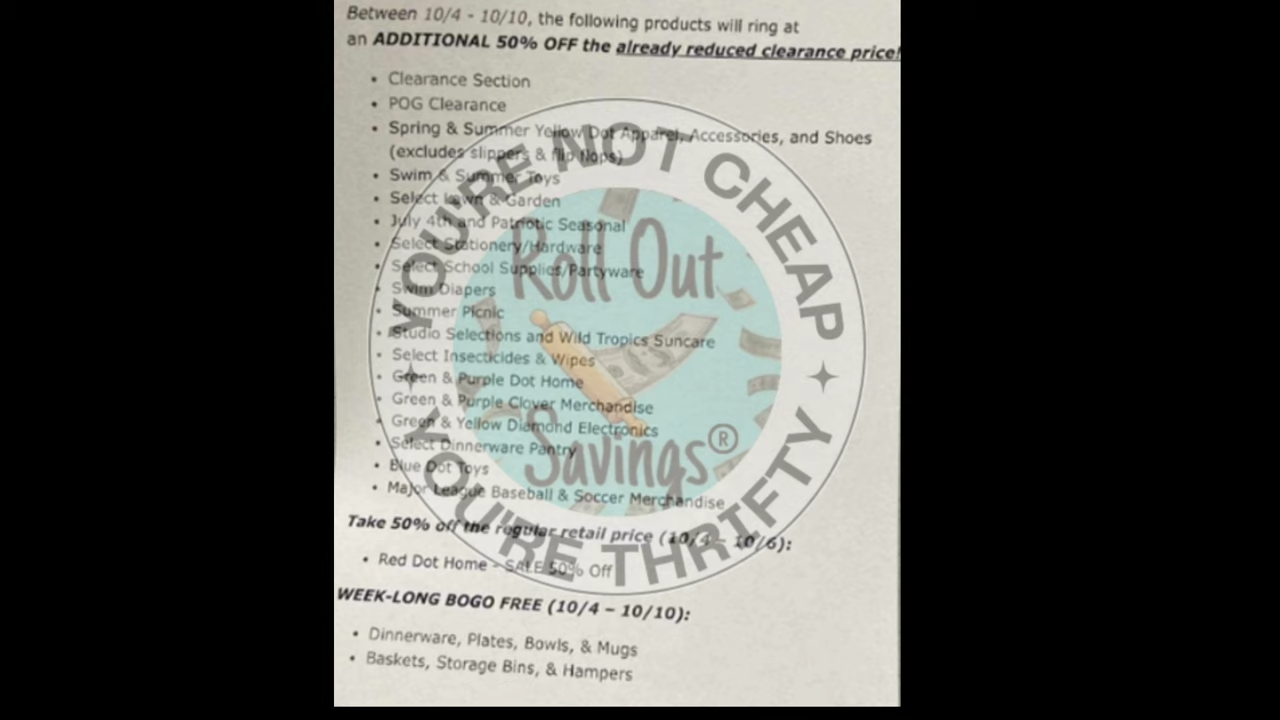 Between 10/4 - 10/10, the following products will ring at
an ADDITIONAL 50% OFF the already reduced clearance price!
• Clearance Section
• POG Clearance
• Spring & Summer Yellow Dot Apparel, Accessories, and Shoes
(excludes slippers & flip flops)
• Swim & Summer Toys
• Select Lawn & Garden
• July 4th and Patriotic Seasonal
• Select Stationery/Hardware
• Select School Supplies/Partyware
• Swim Diapers
• Summer Picnic
• Studio Selections and Wild Tropics Suncare
• Select Insecticides & Wipes
• Green & Purple Dot Home
• Green & Purple Clover Merchandise
• Green & Yellow Diamond Electronics
• Select Dinnerware Pantry
• Blue Dot Toys
• Major League Baseball & Soccer Merchandise
Take 50% off the regular retail price (10/4 – 10/6):
• Red Dot Home - SALE 50% Off
WEEK-LONG BOGO FREE (10/4 – 10/10):
• Dinnerware, Plates, Bowls, & Mugs
• Baskets, Storage Bins, & Hampers
YOU'RE NOT CHEAP
Roll Out
Savings®
YOU'RE THRIFTY